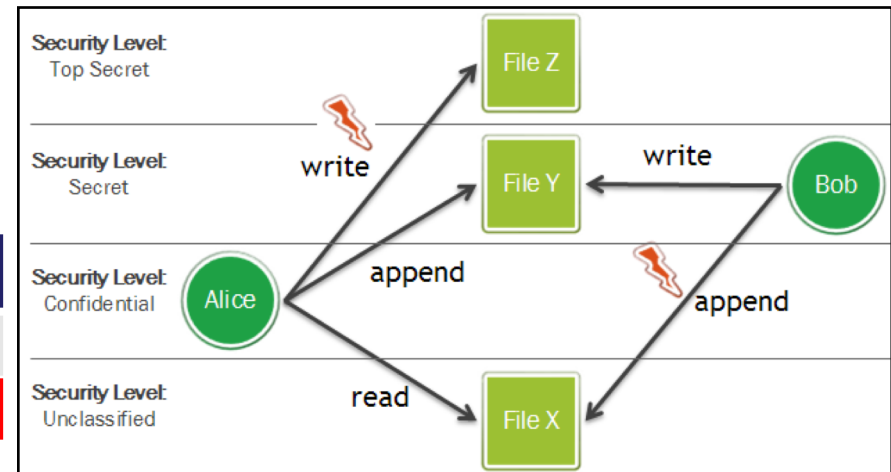 Security Level:
Top Secret
File Z
write
Security Level:
Secret
File Y
write
Bob
append
Security Level:
Confidential
Alice
append
Security Level:
Unclassified
read
File X